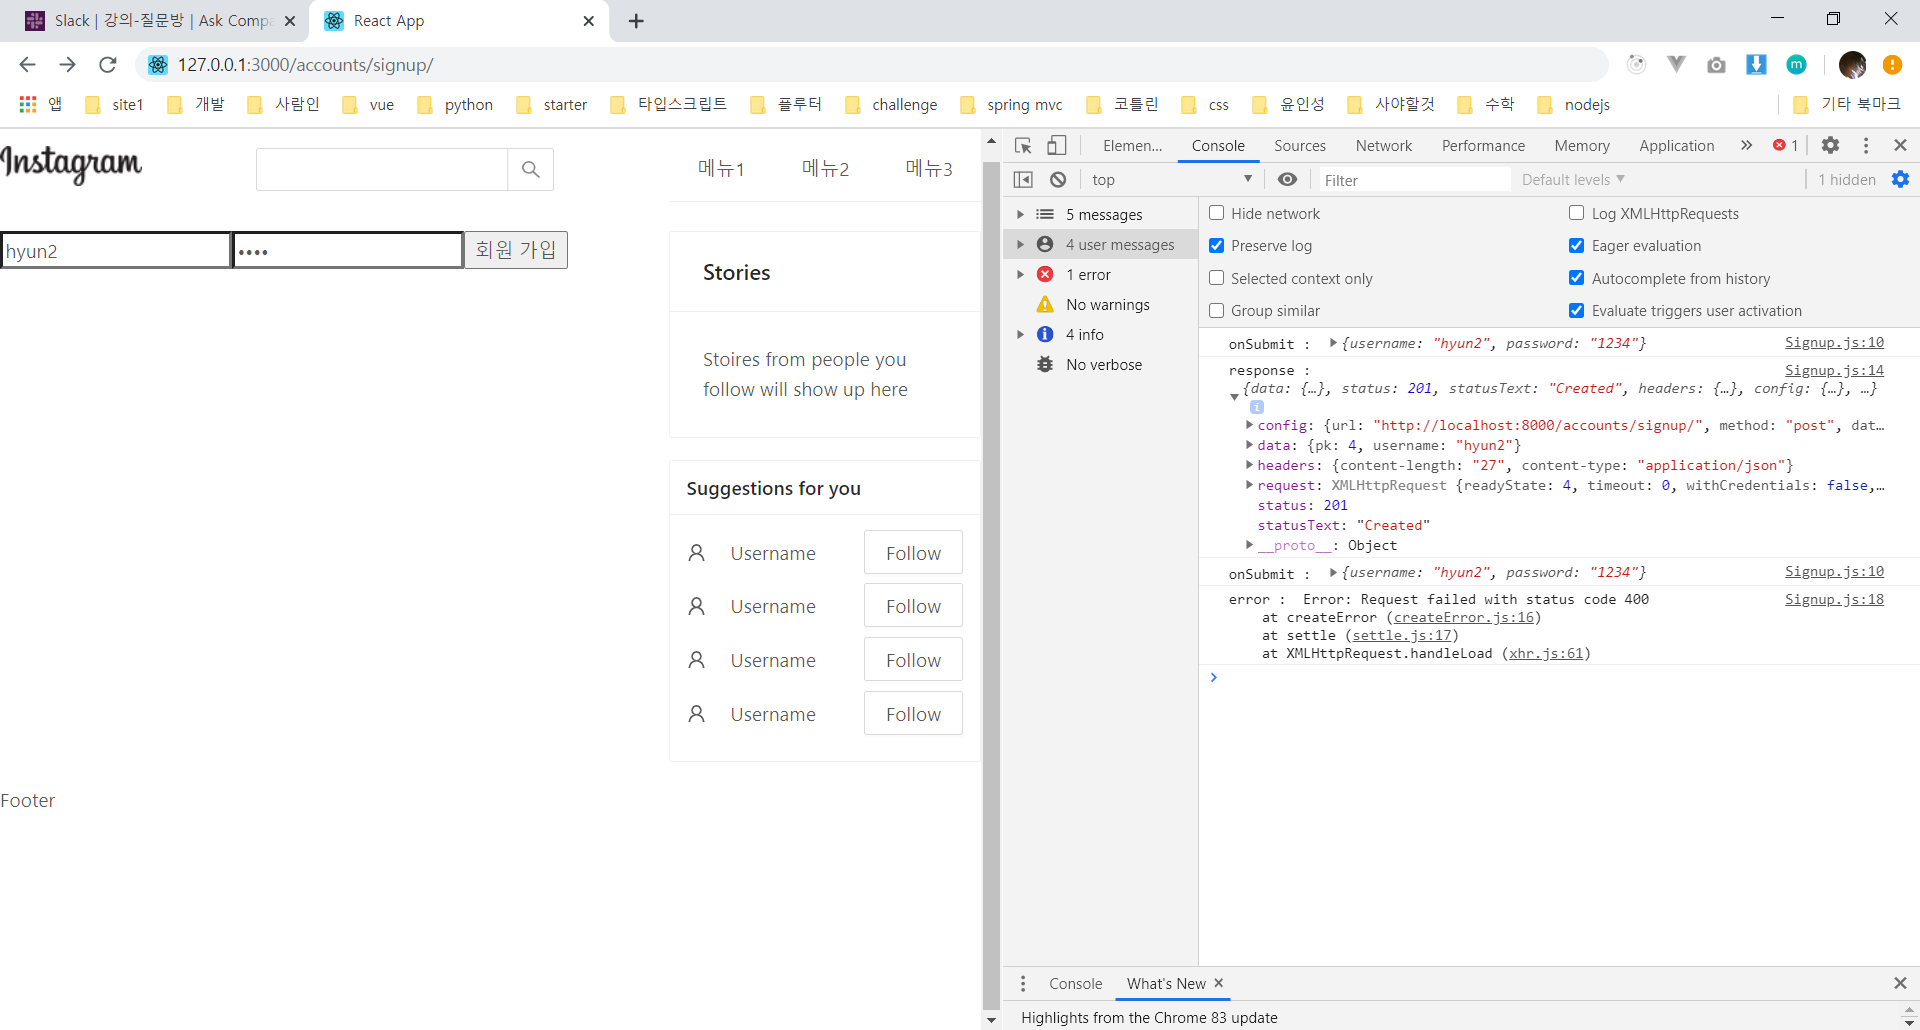 Slack | 강의-질문방 | Ask Compa
React App
127.0.0.1:3000/accounts/signup/
앱 site1 개발 사람인 vue python starter 타입스크립트 플루터 challenge spring mvc 코틀린 css 윤인성 사야할것 수학 nodejs 기타 북마크
Instagram
메뉴1 메뉴2 메뉴3
hyun2 •••• 회원 가입
Stories
Stoires from people you
follow will show up here
Suggestions for you
Username Follow
Username Follow
Username Follow
Username Follow
Footer
Elemen... Console Sources Network Performance Memory Application » 1
top Filter Default levels 1 hidden
5 messages
4 user messages
1 error
No warnings
4 info
No verbose
Hide network Log XMLHttpRequests
Preserve log Eager evaluation
Selected context only Autocomplete from history
Group similar Evaluate triggers user activation
onSubmit : {username: "hyun2", password: "1234"} Signup.js:10
response : Signup.js:14
{data: {…}, status: 201, statusText: "Created", headers: {…}, config: {…}, …}
i
config: {url: "http://localhost:8000/accounts/signup/", method: "post", dat…
data: {pk: 4, username: "hyun2"}
headers: {content-length: "27", content-type: "application/json"}
request: XMLHttpRequest {readyState: 4, timeout: 0, withCredentials: false,…
status: 201
statusText: "Created"
__proto__: Object
onSubmit : {username: "hyun2", password: "1234"} Signup.js:10
error : Error: Request failed with status code 400 Signup.js:18
at createError (createError.js:16)
at settle (settle.js:17)
at XMLHttpRequest.handleLoad (xhr.js:61)
Console What's New
Highlights from the Chrome 83 update